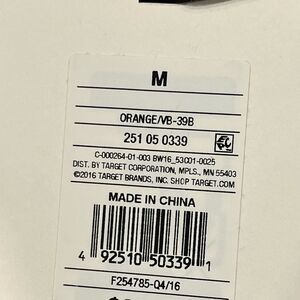 M
ORANGE/VB-39B
251 05 0339
C-000264-01-003 BW16_53C01-0025
DIST. BY TARGET CORPORATION, MPLS., MN 55403
©2016 TARGET BRANDS, INC. SHOP TARGET.COM
MADE IN CHINA
4 92510 50339 1
F254785-Q4/16